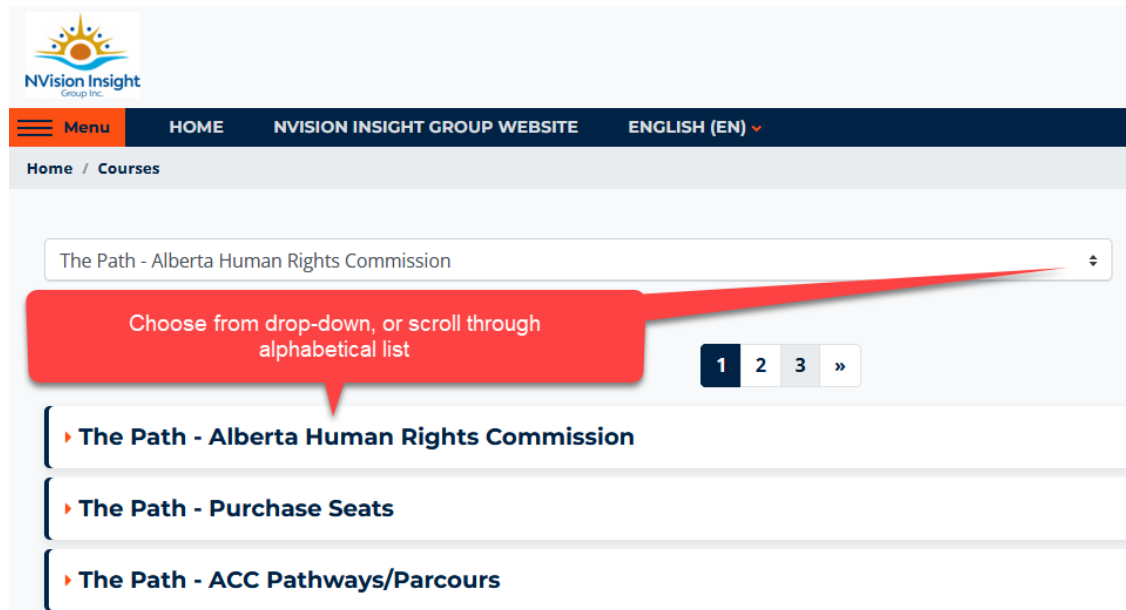 NVision Insight
Group Inc.
Menu HOME NVISION INSIGHT GROUP WEBSITE ENGLISH (EN)
Home / Courses
The Path - Alberta Human Rights Commission
Choose from drop-down, or scroll through
alphabetical list
1 2 3 »
The Path - Alberta Human Rights Commission
The Path - Purchase Seats
The Path - ACC Pathways/Parcours